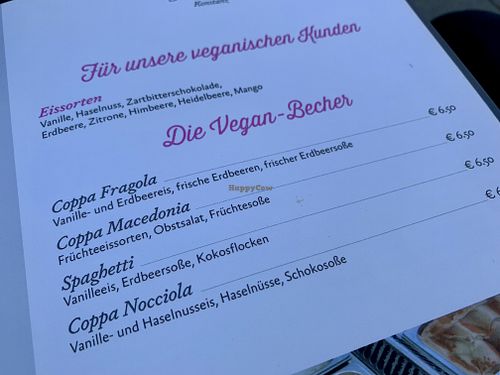 Konstanz
Für unsere veganischen Kunden
Eissorten
Vanille, Haselnuss, Zartbitterschokolade,
Erdbeere, Zitrone, Himbeere, Heidelbeere, Mango
Die Vegan-Becher
Coppa Fragola € 6.50
Vanille- und Erdbeereis, frische Erdbeeren, frischer Erdbeersoße
Coppa Macedonia € 6.50
Früchteeissorten, Obstsalat, Früchtesoße
Spaghetti € 6.50
Vanilleeis, Erdbeersoße, Kokosflocken
Coppa Nocciola € 6
Vanille- und Haselnusseis, Haselnüsse, Schokosoße
HappyCow